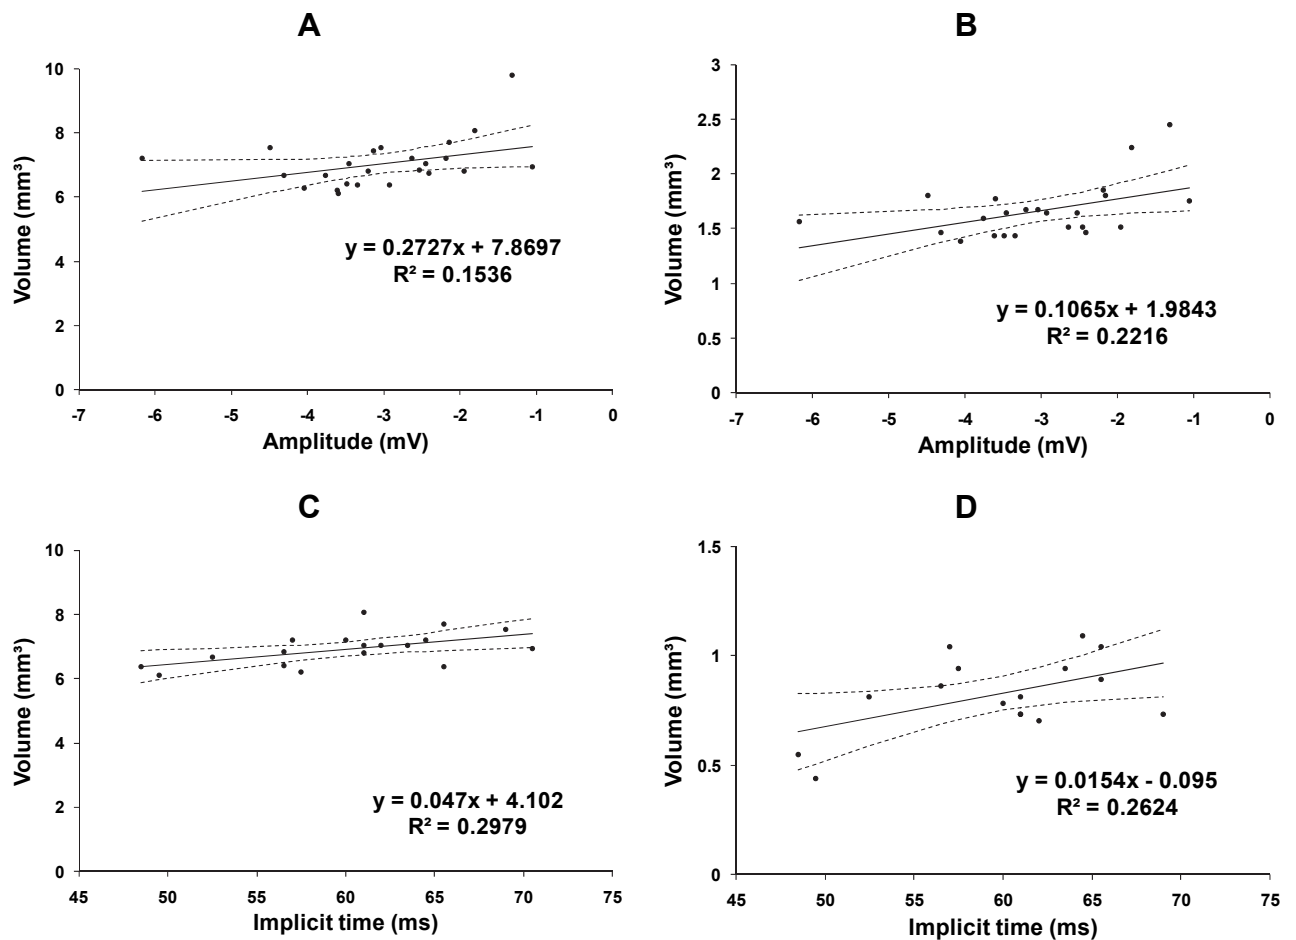 A
Volume (mm³)
10
8
6
4
2
0
y = 0.2727x + 7.8697
R² = 0.1536
-7 -6 -5 -4 -3 -2 -1 0
Amplitude (mV)
B
Volume (mm³)
3
2.5
2
1.5
1
0.5
0
y = 0.1065x + 1.9843
R² = 0.2216
-7 -6 -5 -4 -3 -2 -1 0
Amplitude (mV)
C
Volume (mm³)
10
8
6
4
2
0
y = 0.047x + 4.102
R² = 0.2979
45 50 55 60 65 70 75
Implicit time (ms)
D
Volume (mm³)
1.5
1
0.5
0
y = 0.0154x - 0.095
R² = 0.2624
45 50 55 60 65 70 75
Implicit time (ms)